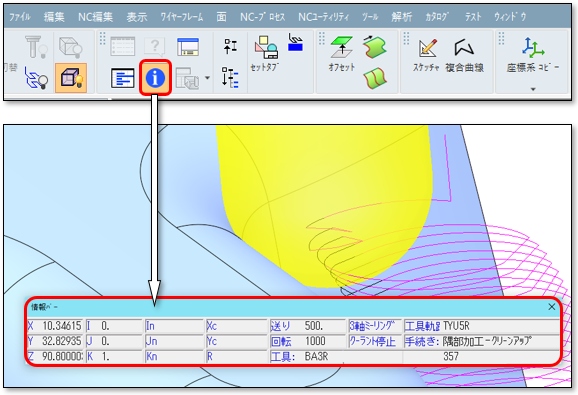 ファイル 編集 NC編集 表示 ワイヤーフレーム 面 NC-プロセス NCユーティリティ ツール 解析 カタログ テスト ウィンドウ
切替 セットタブ オフセット スケッチャ 複合曲線 座標系 コピー
情報バー
X 10.34615 I 0. In Xc 送り 500. 3軸ミーリング 工具軌跡 TYU5R
Y 32.82935 J 0. Jn Yc 回転 1000 クーラント停止 手続き: 隅部加工-クリーンアップ
Z 90.80000 K 1. Kn R 工具: BA3R 357